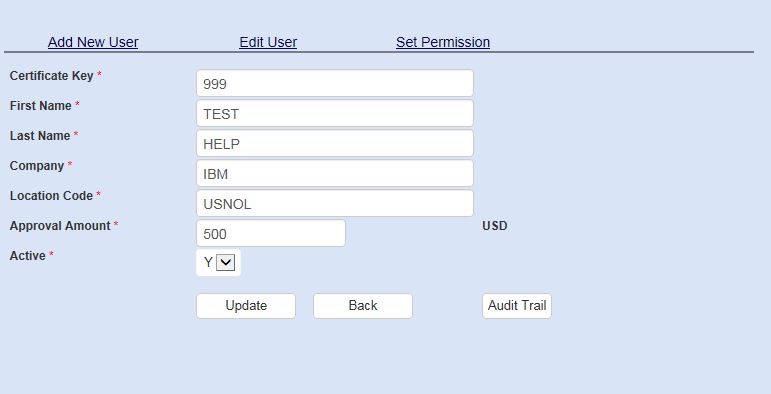 Add New User Edit User Set Permission
Certificate Key * 999
First Name * TEST
Last Name * HELP
Company * IBM
Location Code * USNOL
Approval Amount * 500 USD
Active * Y
Update Back Audit Trail